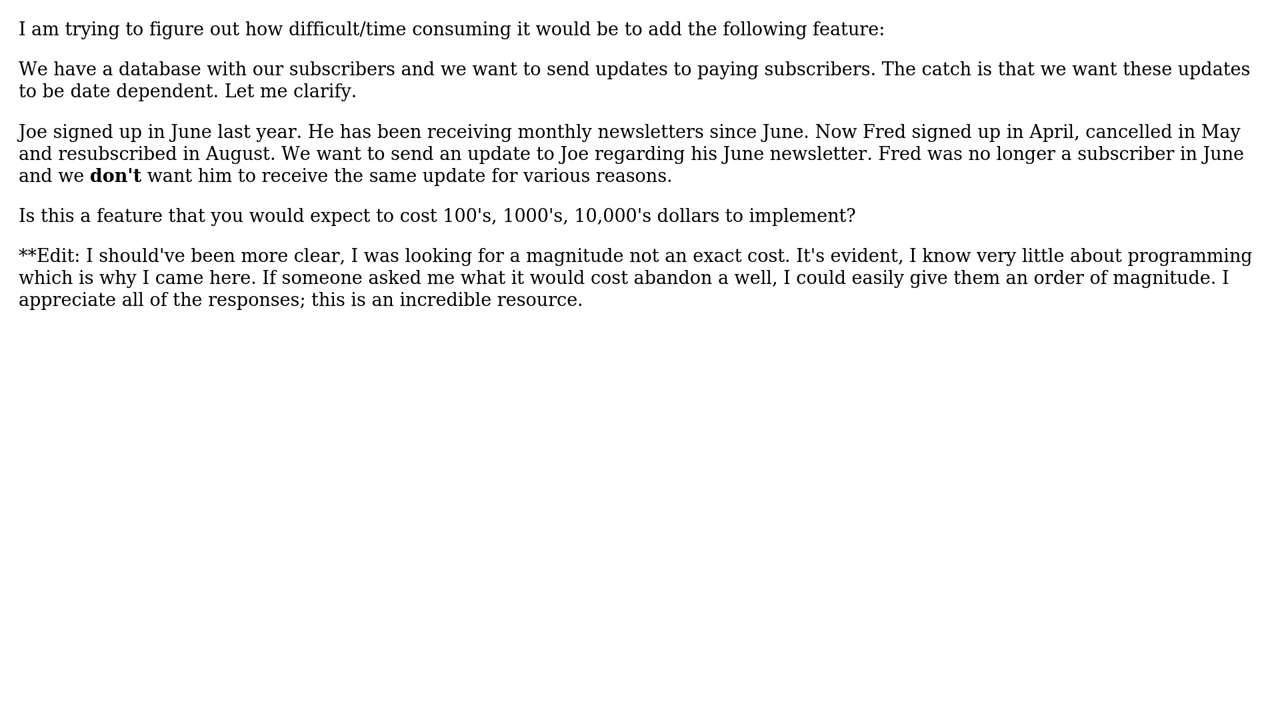 I am trying to figure out how difficult/time consuming it would be to add the following feature:
We have a database with our subscribers and we want to send updates to paying subscribers. The catch is that we want these updates
to be date dependent. Let me clarify.
Joe signed up in June last year. He has been receiving monthly newsletters since June. Now Fred signed up in April, cancelled in May
and resubscribed in August. We want to send an update to Joe regarding his June newsletter. Fred was no longer a subscriber in June
and we don't want him to receive the same update for various reasons.
Is this a feature that you would expect to cost 100's, 1000's, 10,000's dollars to implement?
**Edit: I should've been more clear, I was looking for a magnitude not an exact cost. It's evident, I know very little about programming
which is why I came here. If someone asked me what it would cost abandon a well, I could easily give them an order of magnitude. I
appreciate all of the responses; this is an incredible resource.